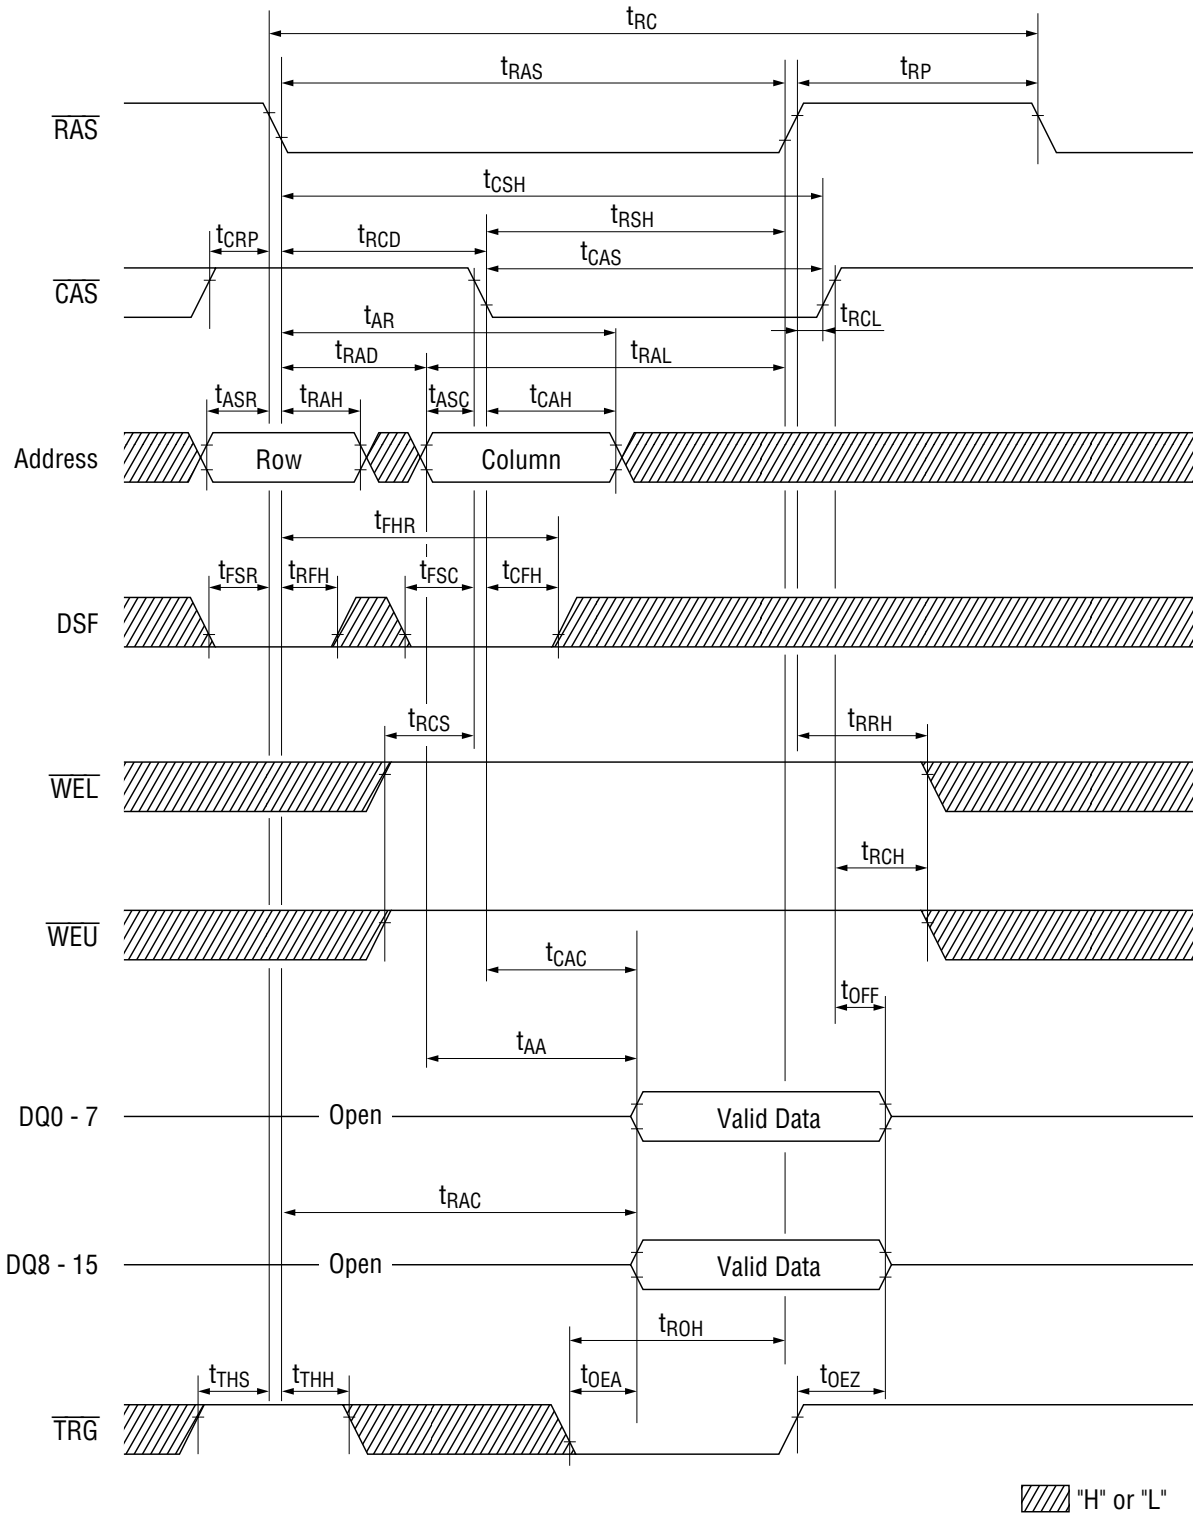 tRC
tRAS tRP
RAS
tCSH
tCRP tRCD tRSH
tCAS
CAS
tAR tRCL
tRAD tRAL
tASR tRAH tASC tCAH
Address Row Column
tFHR
tFSR tRFH tFSC tCFH
DSF
tRCS tRRH
WEL
tRCH
WEU
tCAC
tOFF
tAA
DQ0 - 7 Open Valid Data
tRAC
DQ8 - 15 Open Valid Data
tROH
tTHS tTHH tOEA tOEZ
TRG
"H" or "L"